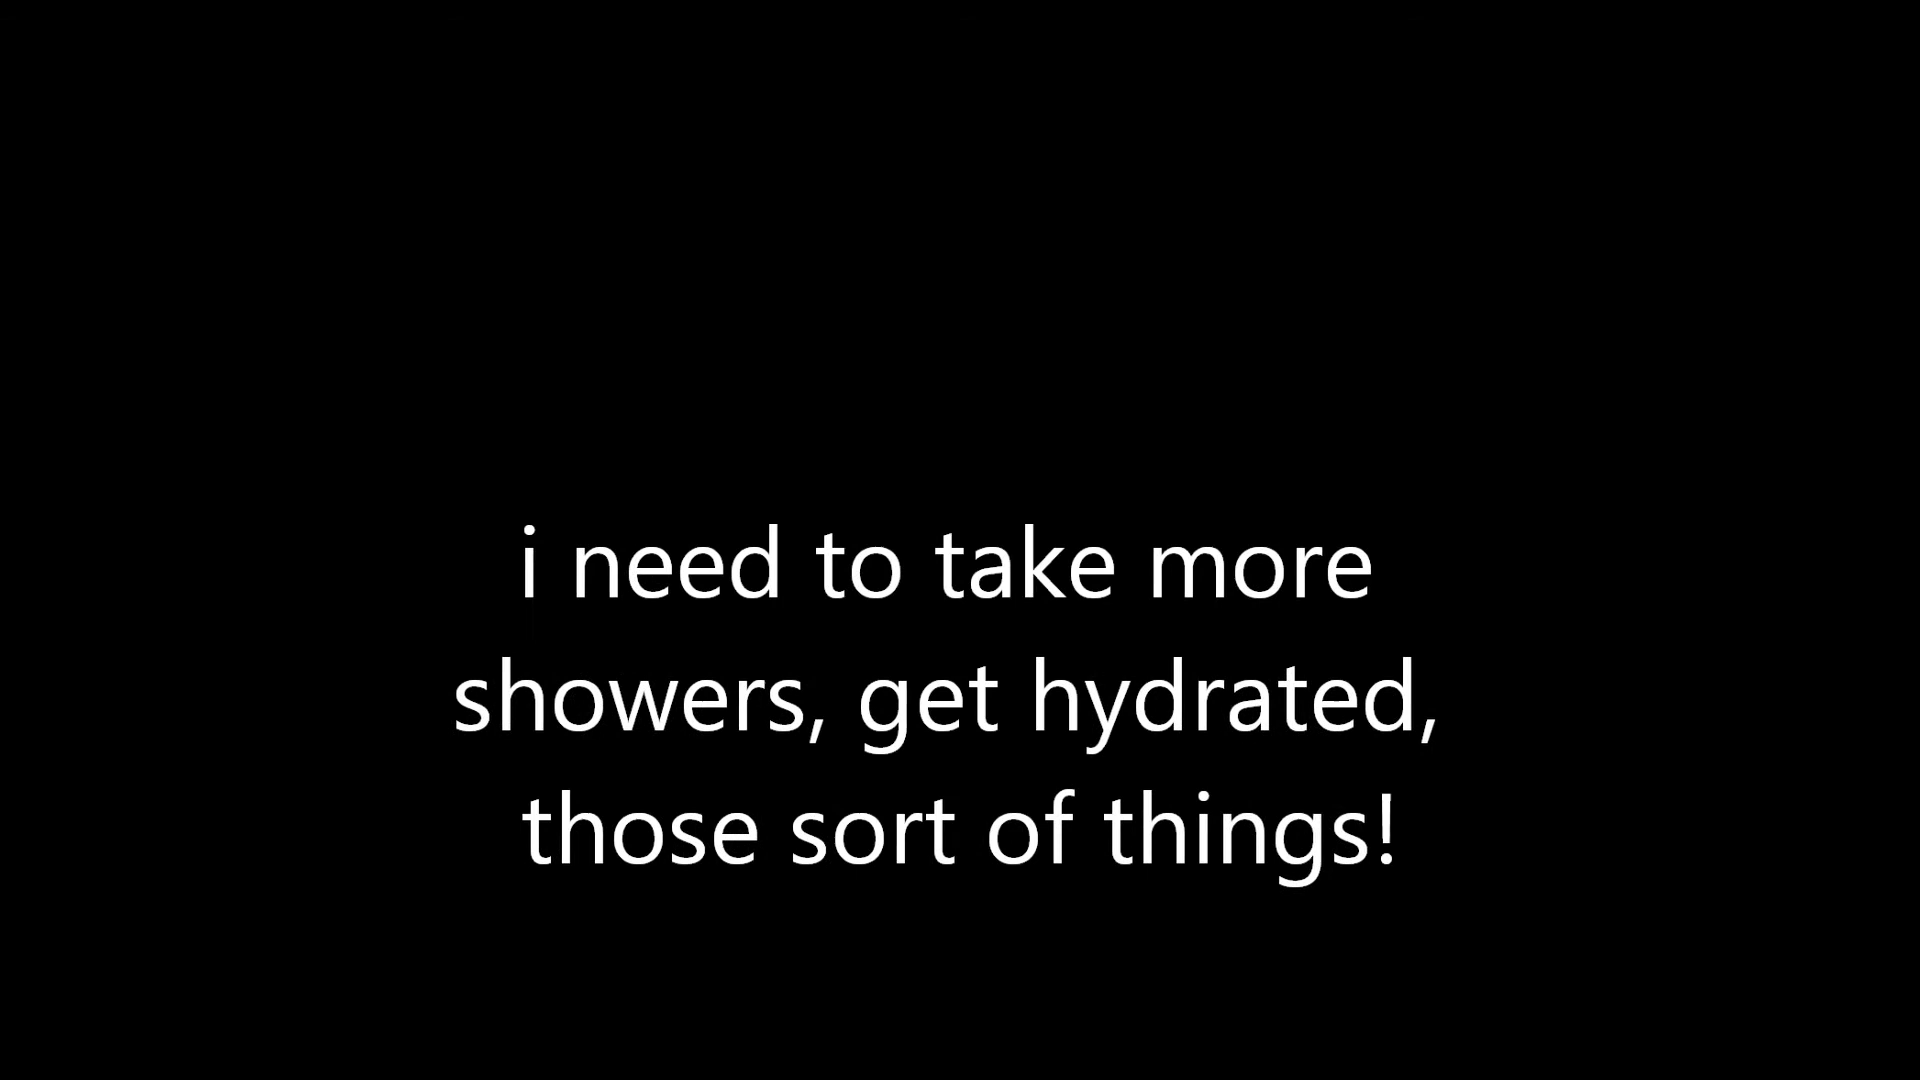 i need to take more
showers, get hydrated,
those sort of things!